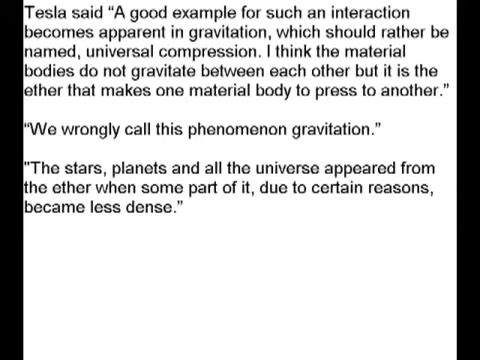 Tesla said “A good example for such an interaction
becomes apparent in gravitation, which should rather be
named, universal compression. I think the material
bodies do not gravitate between each other but it is the
ether that makes one material body to press to another.”
“We wrongly call this phenomenon gravitation.”
"The stars, planets and all the universe appeared from
the ether when some part of it, due to certain reasons,
became less dense.”